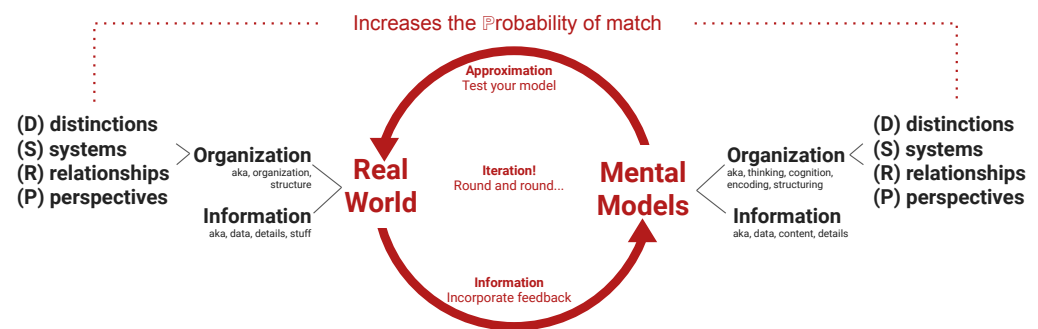 Increases the ℙrobability of match
Approximation
Test your model
(D) distinctions
(S) systems
(R) relationships
(P) perspectives
Organization
aka, organization,
structure
Information
aka, data, details, stuff
Real
World
Iteration!
Round and round...
Mental
Models
Organization
aka, thinking, cognition,
encoding, structuring
Information
aka, data, content, details
(D) distinctions
(S) systems
(R) relationships
(P) perspectives
Information
Incorporate feedback